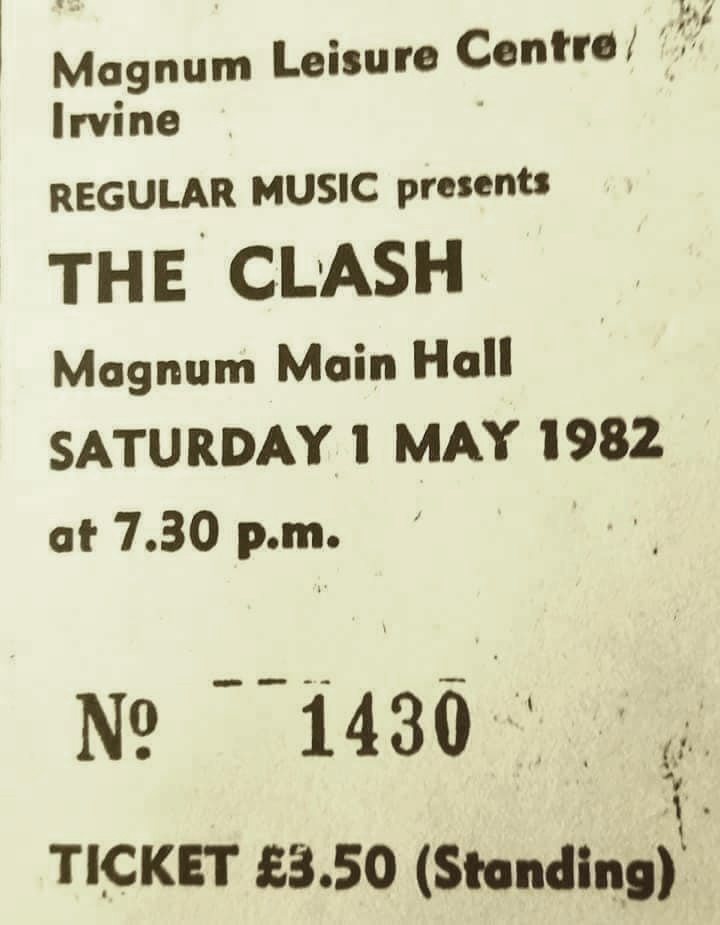 Magnum Leisure Centre
Irvine
REGULAR MUSIC presents
THE CLASH
Magnum Main Hall
SATURDAY 1 MAY 1982
at 7.30 p.m.
Nº 1430
TICKET £3.50 (Standing)